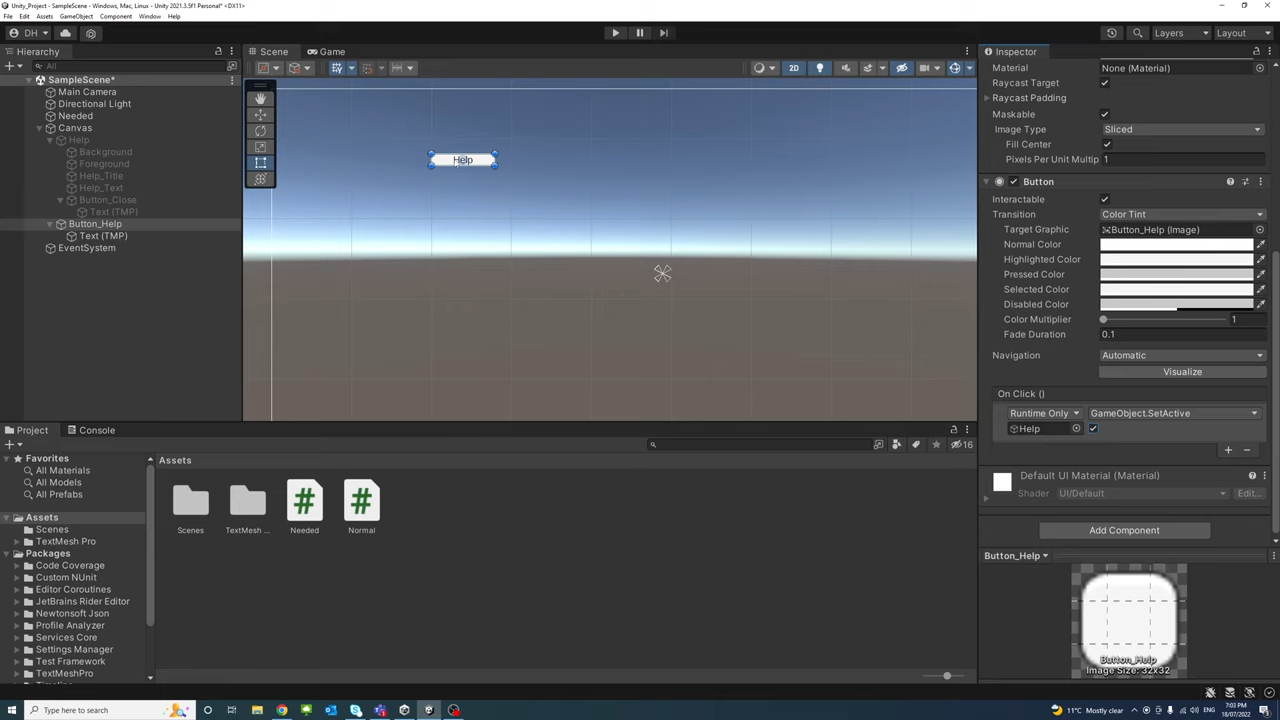 Unity_Project - SampleScene - Windows, Mac, Linux - Unity 2021.3.5f1 Personal* <DX11>
File Edit Assets GameObject Component Window Help
DH
Layers
Layout
Hierarchy
All
SampleScene*
Main Camera
Directional Light
Needed
Canvas
Help
Background
Foreground
Help_Title
Help_Text
Button_Close
Text (TMP)
Button_Help
Text (TMP)
EventSystem
Scene Game
2D
Help
Inspector
Material None (Material)
Raycast Target
Raycast Padding
Maskable
Image Type Sliced
Fill Center
Pixels Per Unit Multip 1
Button
Interactable
Transition Color Tint
Target Graphic Button_Help (Image)
Normal Color
Highlighted Color
Pressed Color
Selected Color
Disabled Color
Color Multiplier 1
Fade Duration 0.1
Navigation Automatic
Visualize
On Click ()
Runtime Only GameObject.SetActive
Help
Default UI Material (Material)
Shader UI/Default Edit...
Add Component
Button_Help
Button_Help
Image Size: 32x32
Project Console
16
Favorites
All Materials
All Models
All Prefabs
Assets
Scenes
TextMesh Pro
Packages
Code Coverage
Custom NUnit
Editor Coroutines
JetBrains Rider Editor
Newtonsoft Json
Profile Analyzer
Services Core
Settings Manager
Test Framework
TextMeshPro
Timeline
Assets
Scenes TextMesh ... Needed Normal
Type here to search
11°C Mostly clear
ENG
7:03 PM
18/07/2022